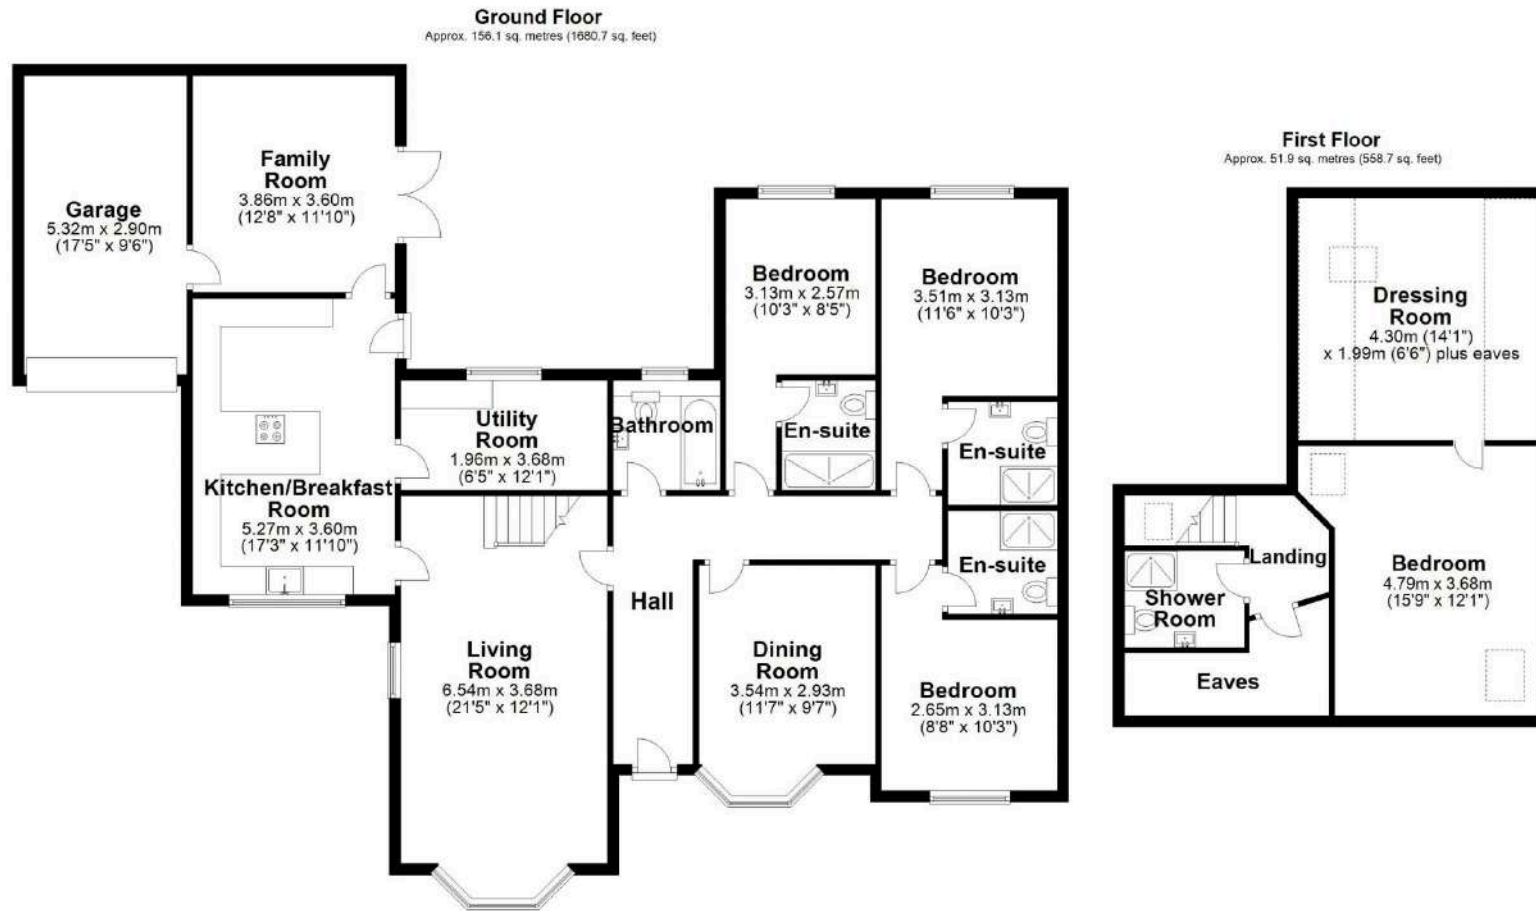 Ground Floor
Approx. 156.1 sq. metres (1680.7 sq. feet)
Garage
5.32m x 2.90m
(17'5" x 9'6")
Family
Room
3.86m x 3.60m
(12'8" x 11'10")
Bedroom
3.13m x 2.57m
(10'3" x 8'5")
Bedroom
3.51m x 3.13m
(11'6" x 10'3")
Kitchen/Breakfast
Room
5.27m x 3.60m
(17'3" x 11'10")
Utility
Room
1.96m x 3.68m
(6'5" x 12'1")
Bathroom
En-suite
En-suite
En-suite
Hall
Living
Room
6.54m x 3.68m
(21'5" x 12'1")
Dining
Room
3.54m x 2.93m
(11'7" x 9'7")
Bedroom
2.65m x 3.13m
(8'8" x 10'3")
First Floor
Approx. 51.9 sq. metres (558.7 sq. feet)
Dressing
Room
4.30m (14'1")
x 1.99m (6'6") plus eaves
Landing
Bedroom
4.79m x 3.68m
(15'9" x 12'1")
Shower
Room
Eaves